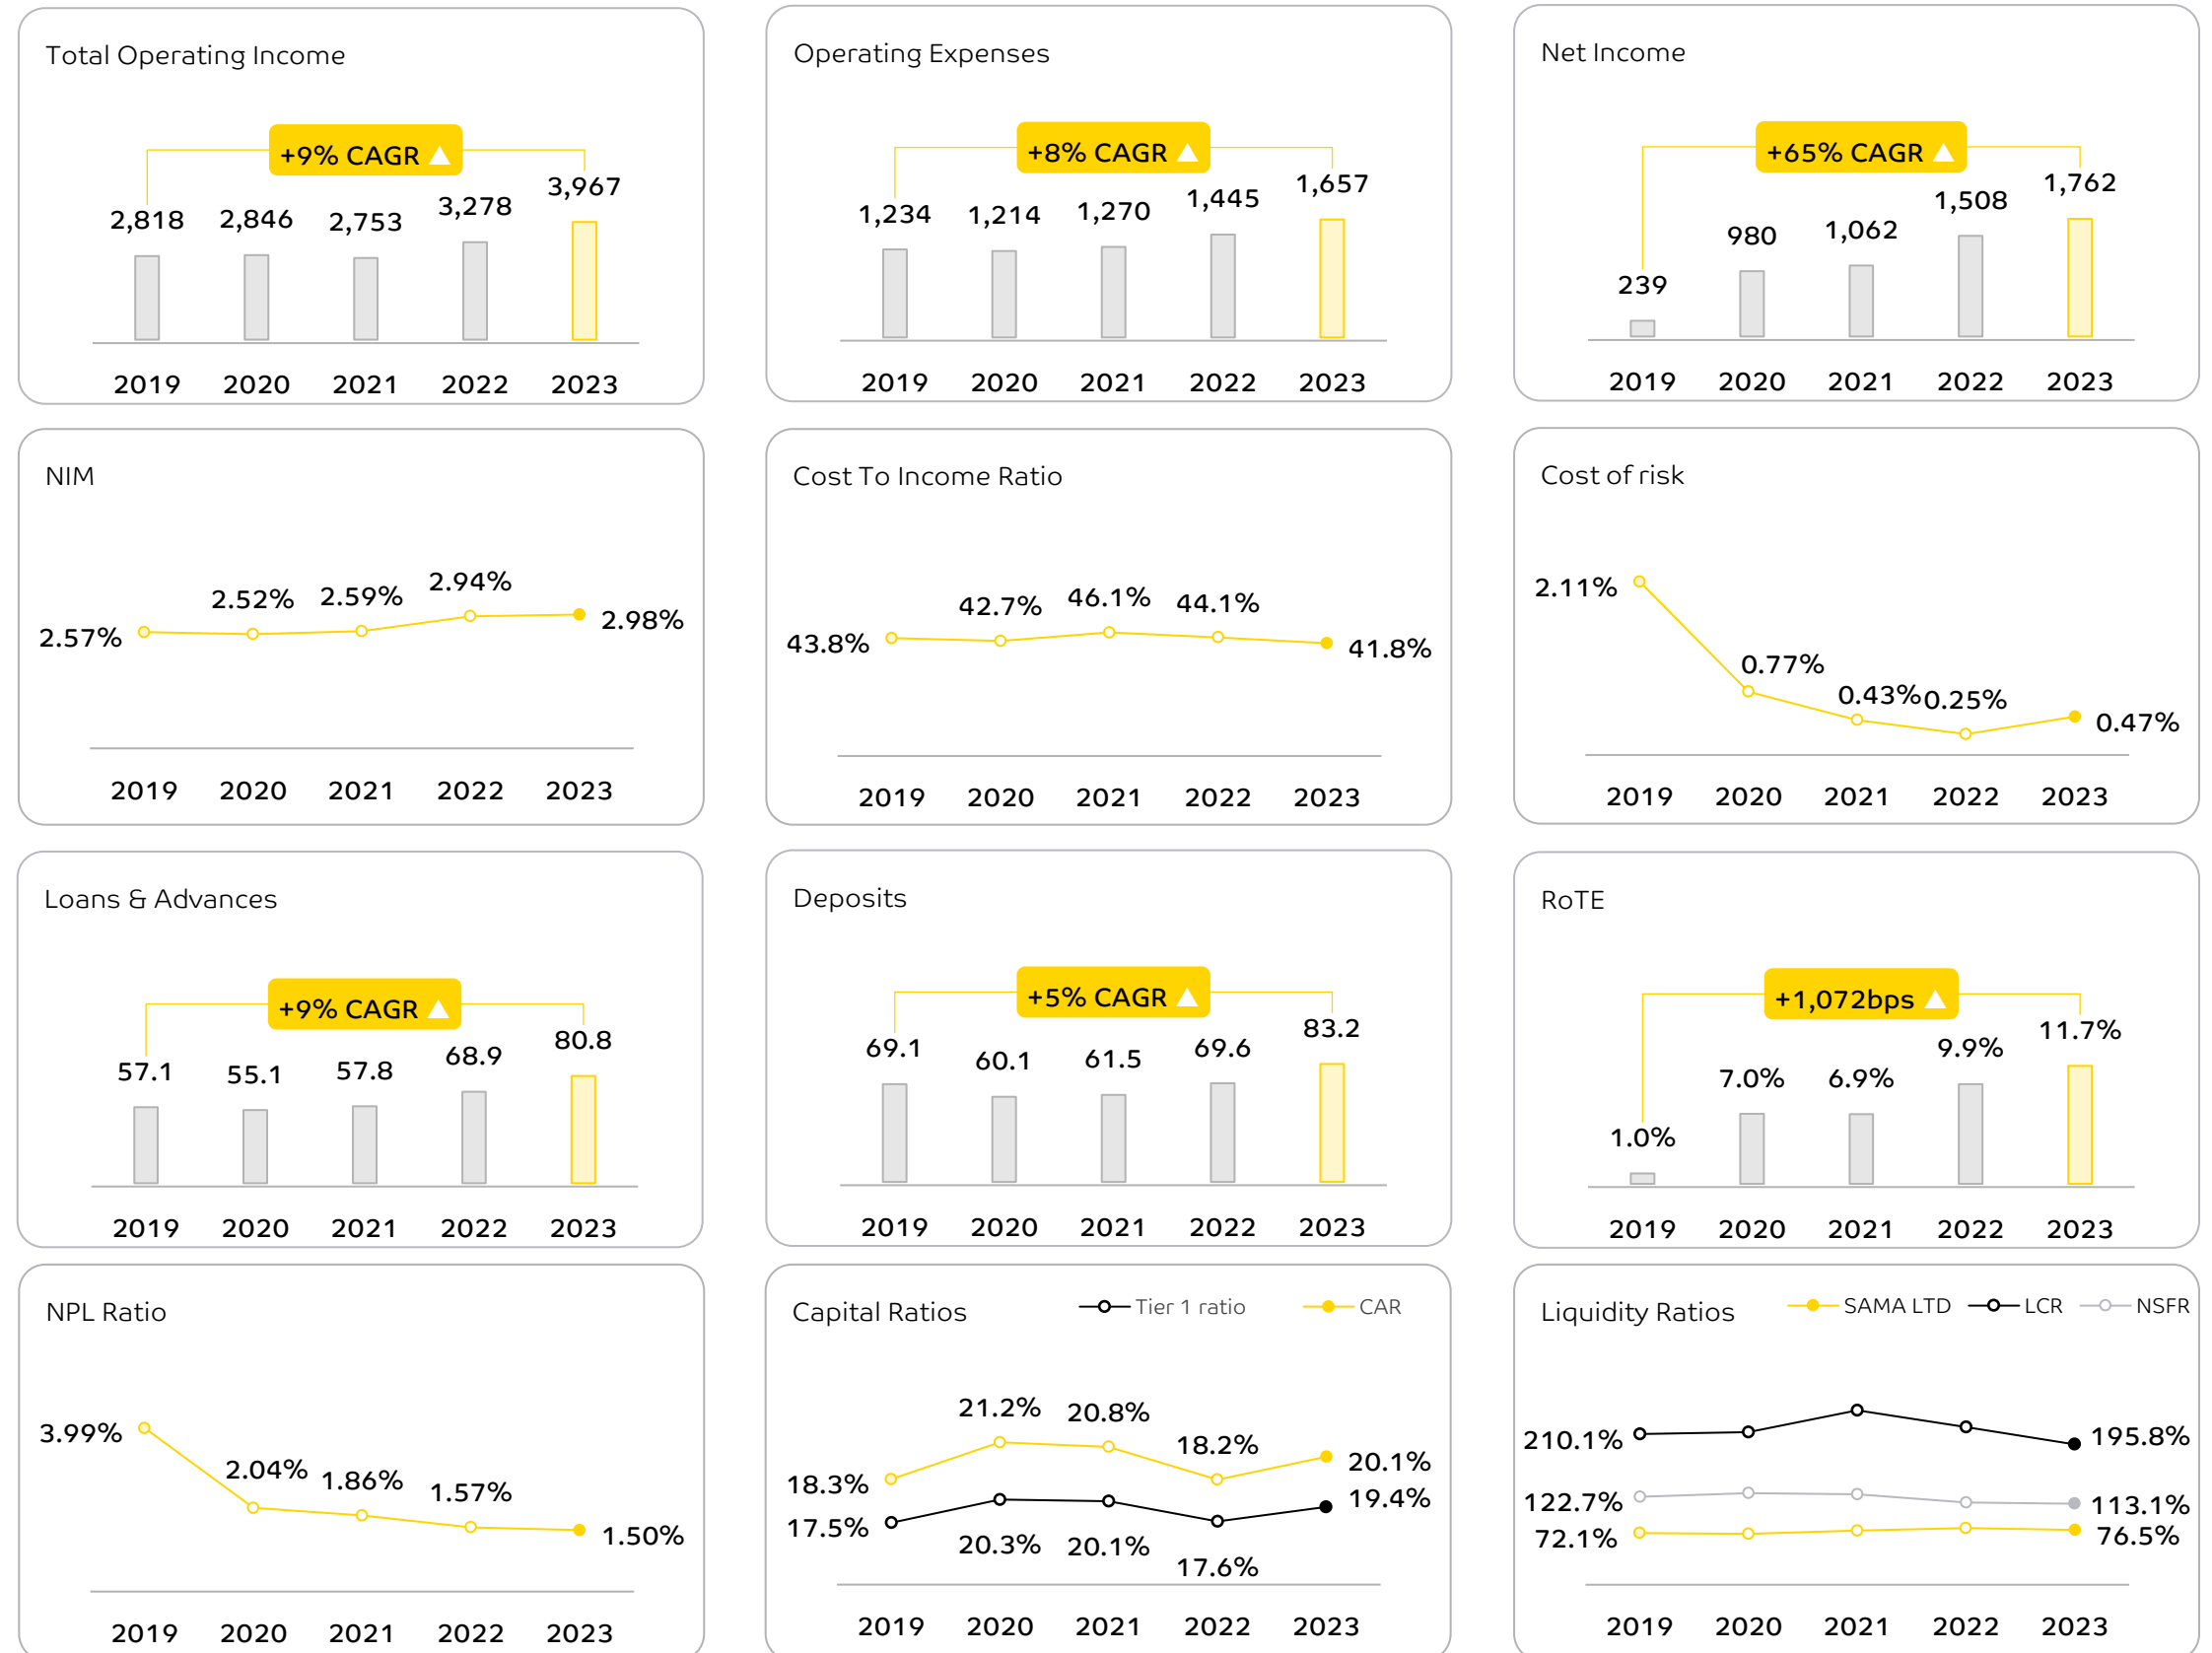 Total Operating Income
+9% CAGR
2,818
2,846
2,753
3,278
3,967
2019 2020 2021 2022 2023
Operating Expenses
+8% CAGR
1,234
1,214
1,270
1,445
1,657
2019 2020 2021 2022 2023
Net Income
+65% CAGR
239
980
1,062
1,508
1,762
2019 2020 2021 2022 2023
NIM
2.57%
2.52%
2.59%
2.94%
2.98%
2019 2020 2021 2022 2023
Cost To Income Ratio
43.8%
42.7%
46.1%
44.1%
41.8%
2019 2020 2021 2022 2023
Cost of risk
2.11%
0.77%
0.43%
0.25%
0.47%
2019 2020 2021 2022 2023
Loans & Advances
+9% CAGR
57.1
55.1
57.8
68.9
80.8
2019 2020 2021 2022 2023
Deposits
+5% CAGR
69.1
60.1
61.5
69.6
83.2
2019 2020 2021 2022 2023
RoTE
+1,072bps
1.0%
7.0%
6.9%
9.9%
11.7%
2019 2020 2021 2022 2023
NPL Ratio
3.99%
2.04%
1.86%
1.57%
1.50%
2019 2020 2021 2022 2023
Capital Ratios
Tier 1 ratio
CAR
18.3%
21.2%
20.8%
18.2%
20.1%
17.5%
20.3%
20.1%
17.6%
19.4%
2019 2020 2021 2022 2023
Liquidity Ratios
SAMA LTD
LCR
NSFR
210.1%
195.8%
122.7%
113.1%
72.1%
76.5%
2019 2020 2021 2022 2023